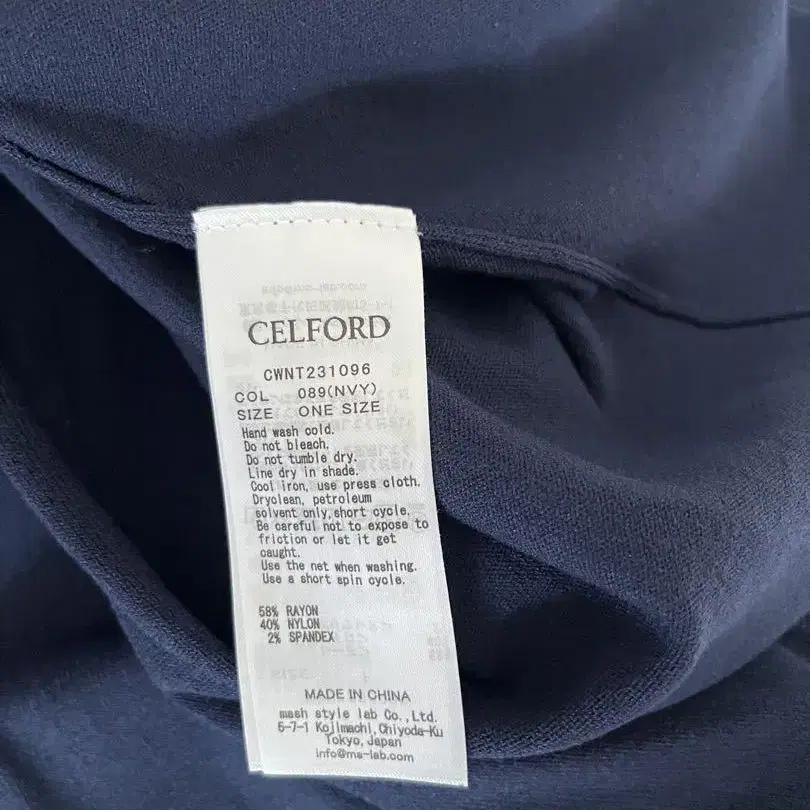 CELFORD
CWNT231096
COL 089(NVY)
SIZE ONE SIZE
Hand wash cold.
Do not bleach.
Do not tumble dry.
Line dry in shade.
Cool iron, use press cloth.
Dryclean, petroleum
solvent only,short cycle.
Be careful not to expose to
friction or let it get
caught.
Use the net when washing.
Use a short spin cycle.
58% RAYON
40% NYLON
2% SPANDEX
MADE IN CHINA
mash style lab Co.,Ltd.
5-7-1 Kojimachi,Chiyoda-Ku
Tokyo,Japan
info@ms-lab.com